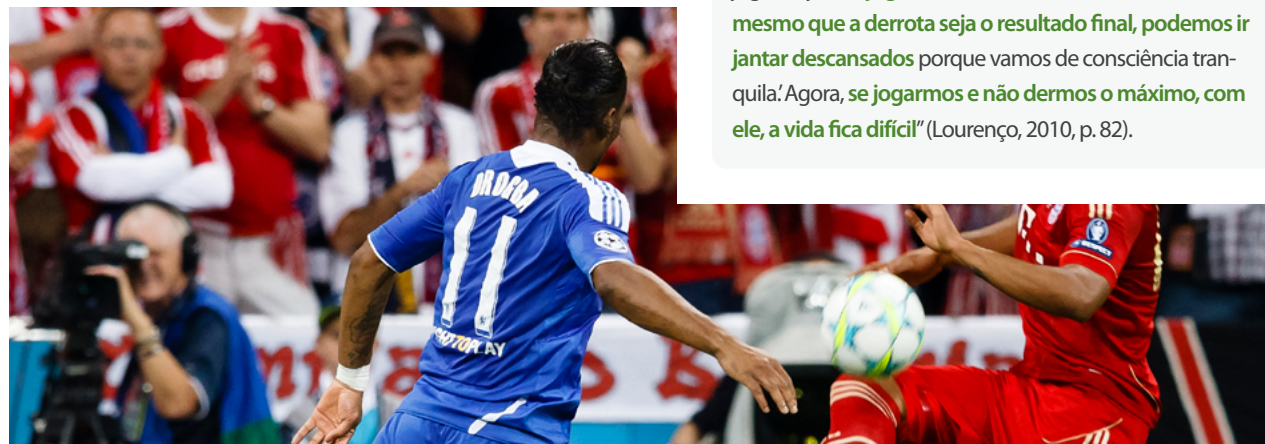 mesmo que a derrota seja o resultado final, podemos ir
jantar descansados porque vamos de consciência tran-
quila.’ Agora, se jogarmos e não dermos o máximo, com
ele, a vida fica difícil” (Lourenço, 2010, p. 82).
DROGBA
11